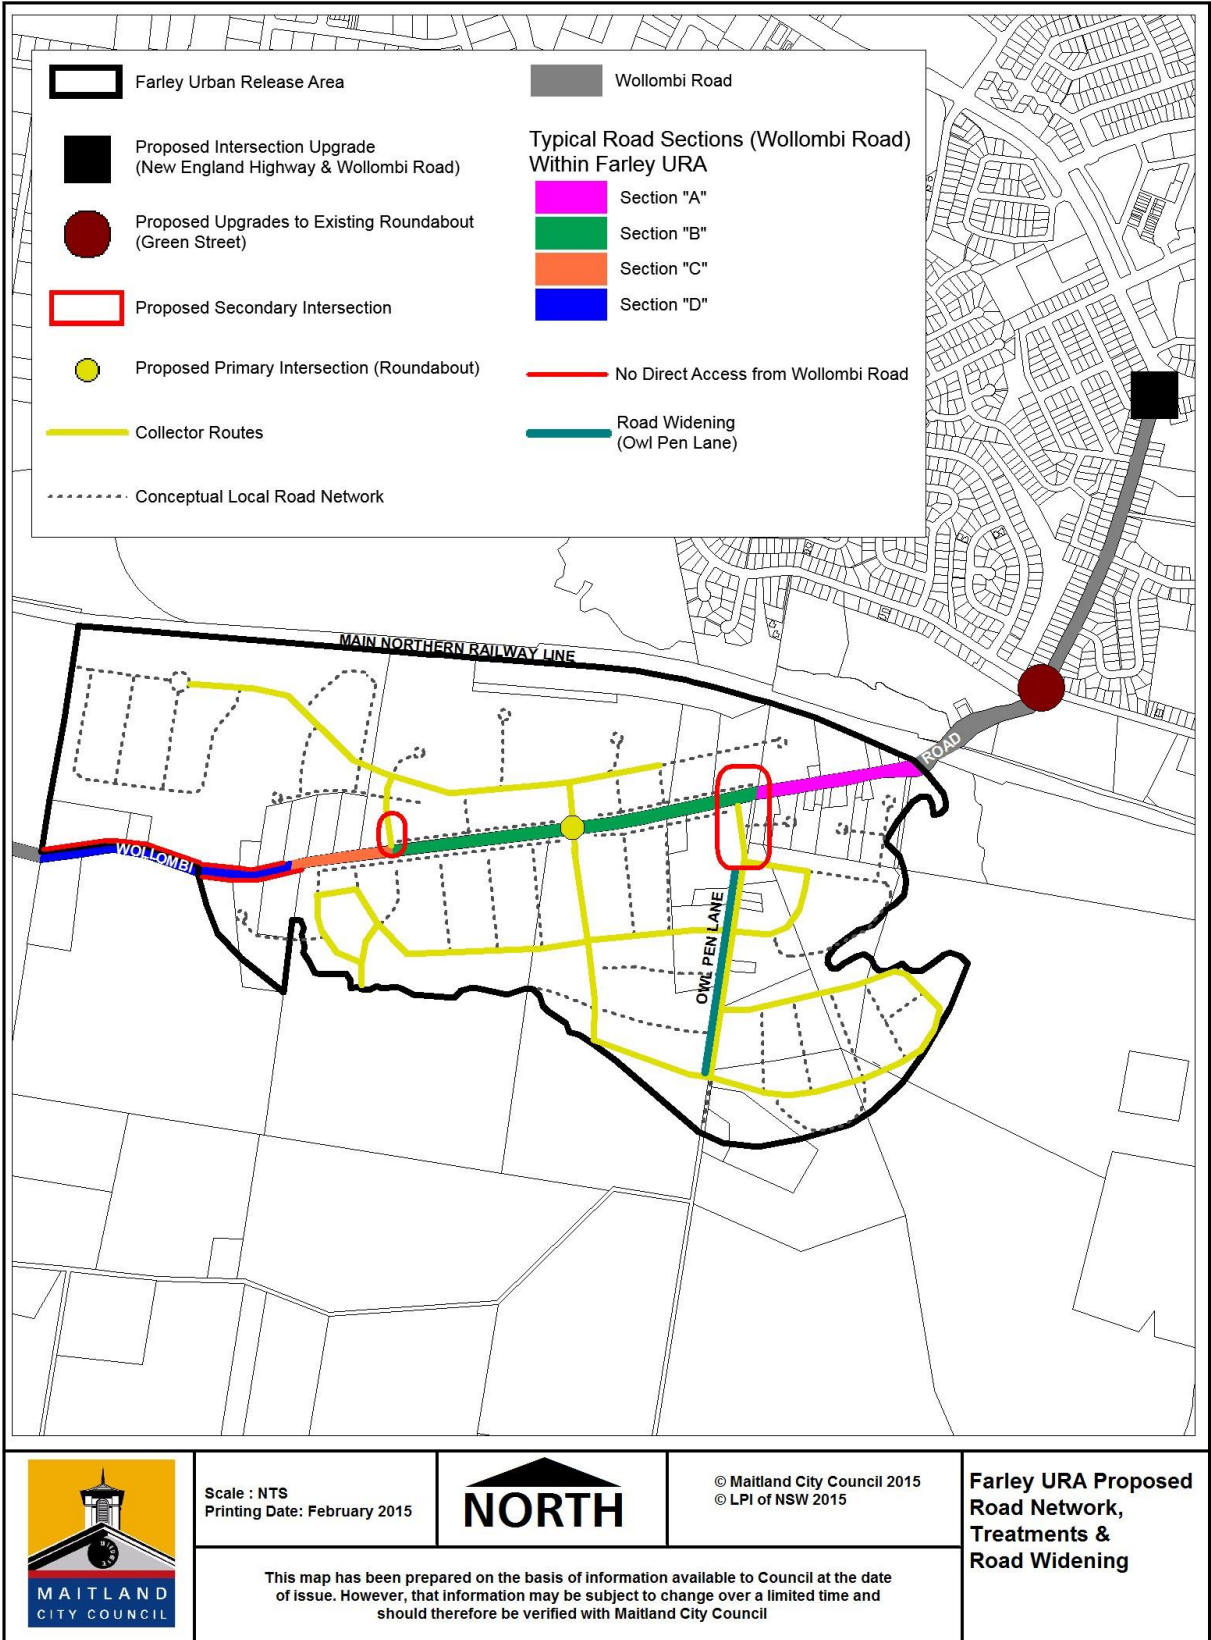 Farley Urban Release Area
Proposed Intersection Upgrade
(New England Highway & Wollombi Road)
Proposed Upgrades to Existing Roundabout
(Green Street)
Proposed Secondary Intersection
Proposed Primary Intersection (Roundabout)
Collector Routes
Conceptual Local Road Network
Wollombi Road
Typical Road Sections (Wollombi Road)
Within Farley URA
Section "A"
Section "B"
Section "C"
Section "D"
No Direct Access from Wollombi Road
Road Widening
(Owl Pen Lane)
MAIN NORTHERN RAILWAY LINE
ROAD
WOLLOMBI
OWL PEN LANE
MAITLAND
CITY COUNCIL
Scale : NTS
Printing Date: February 2015
NORTH
© Maitland City Council 2015
© LPI of NSW 2015
This map has been prepared on the basis of information available to Council at the date
of issue. However, that information may be subject to change over a limited time and
should therefore be verified with Maitland City Council
Farley URA Proposed
Road Network,
Treatments &
Road Widening